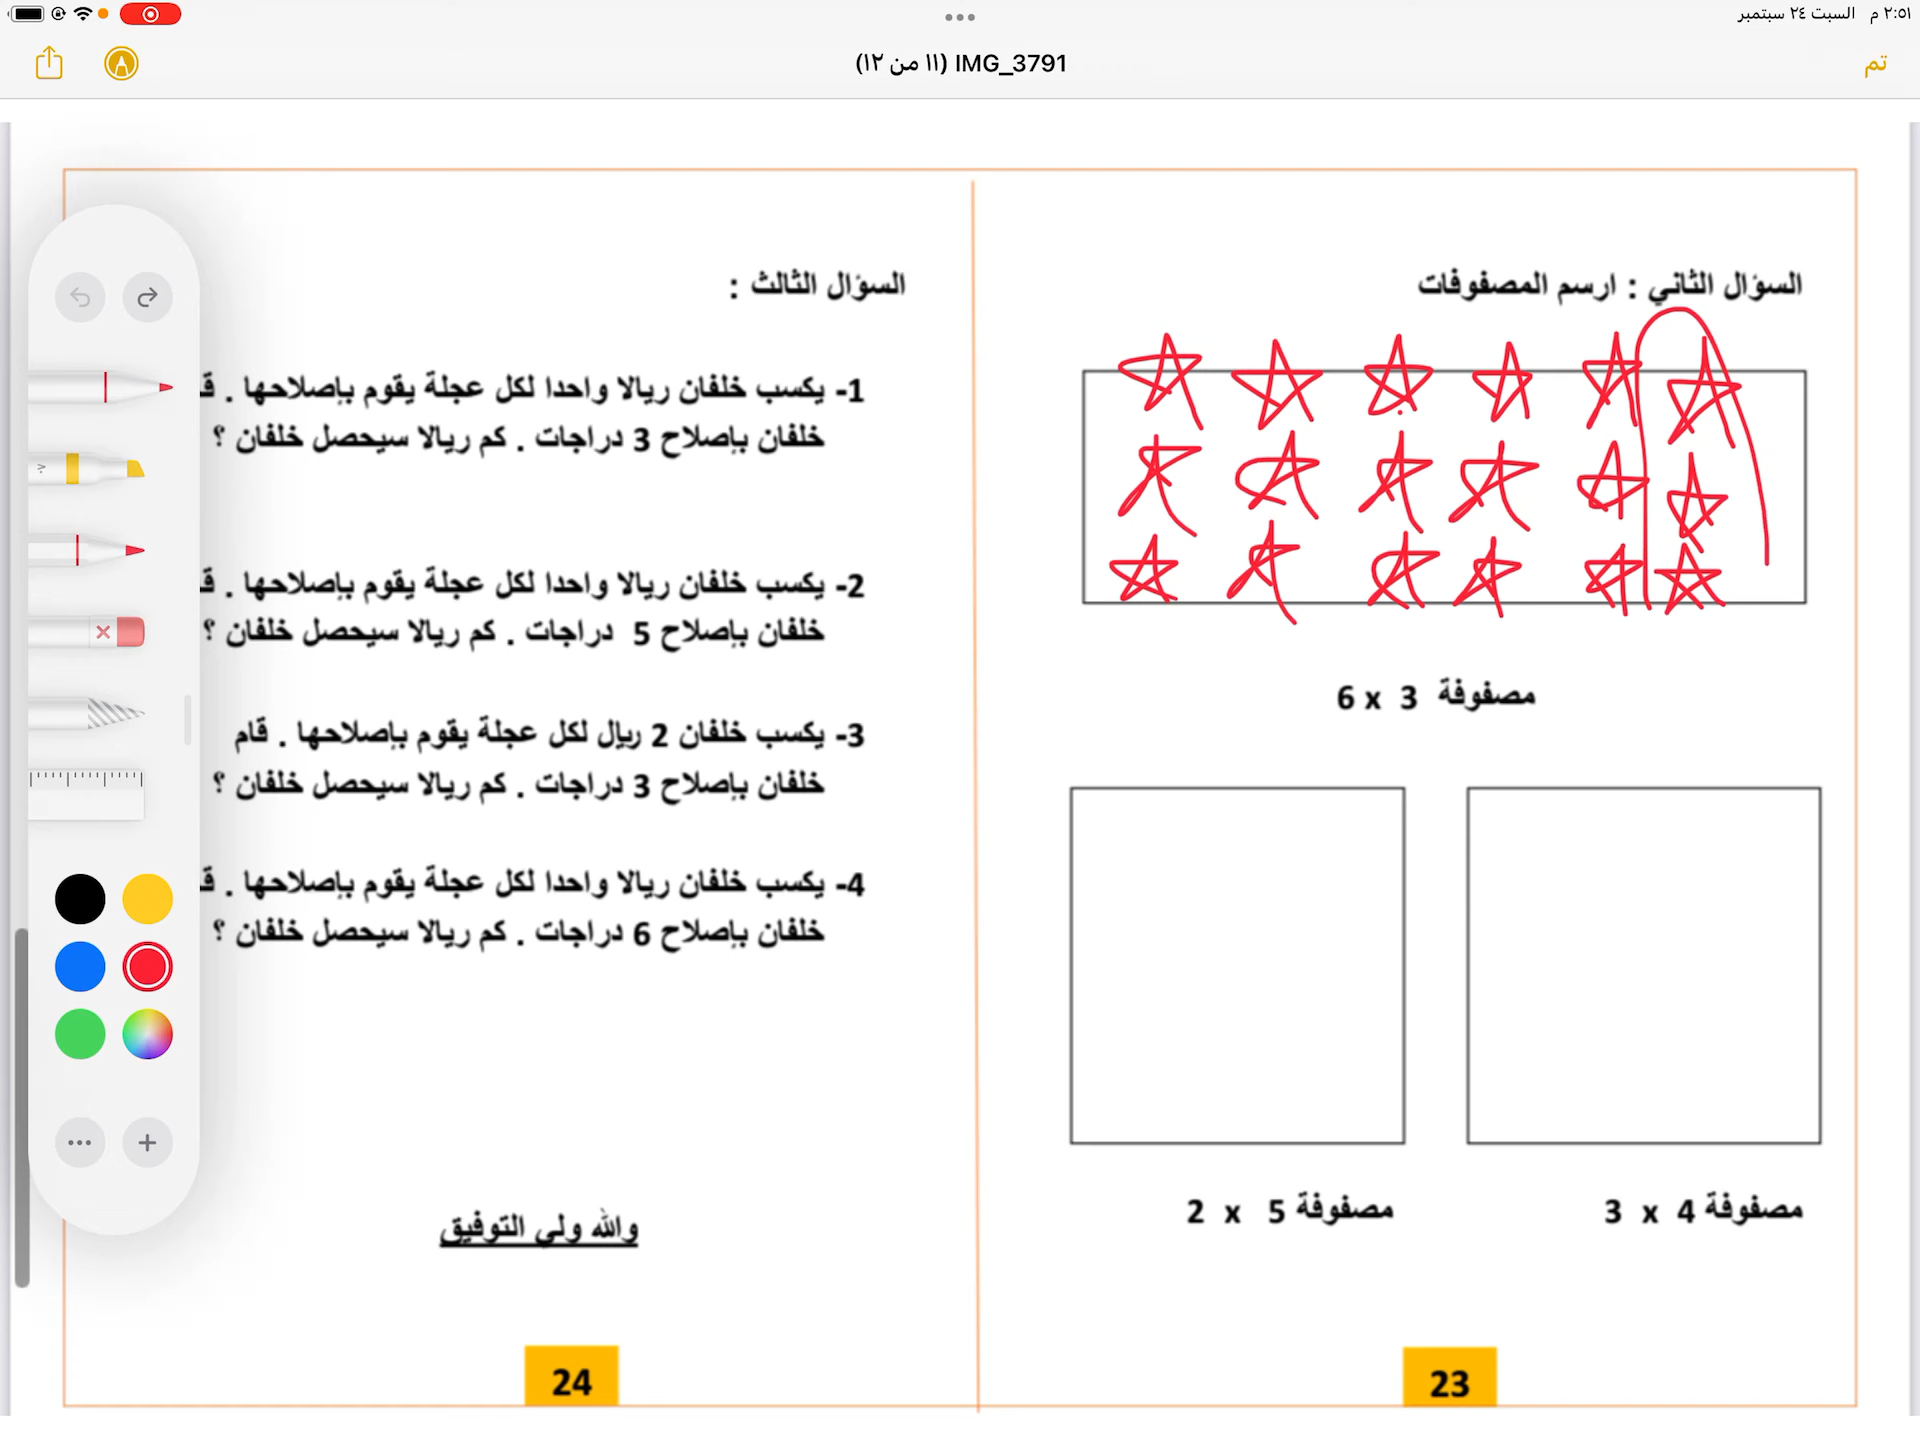 ٢:٥١ م السبت ٢٤ سبتمبر
IMG_3791 (١١ من ١٢)
تم
السؤال الثاني : ارسم المصفوفات
مصفوفة 3 x 6
مصفوفة 4 x 3
مصفوفة 5 x 2
23
السؤال الثالث :
1- يكسب خلفان ريالا واحدا لكل عجلة يقوم بإصلاحها .
خلفان بإصلاح 3 دراجات . كم ريالا سيحصل خلفان ؟
2- يكسب خلفان ريالا واحدا لكل عجلة يقوم بإصلاحها .
خلفان بإصلاح 5 دراجات . كم ريالا سيحصل خلفان ؟
3- يكسب خلفان 2 ريال لكل عجلة يقوم بإصلاحها . قام
خلفان بإصلاح 3 دراجات . كم ريالا سيحصل خلفان ؟
4- يكسب خلفان ريالا واحدا لكل عجلة يقوم بإصلاحها .
خلفان بإصلاح 6 دراجات . كم ريالا سيحصل خلفان ؟
والله ولي التوفيق
24